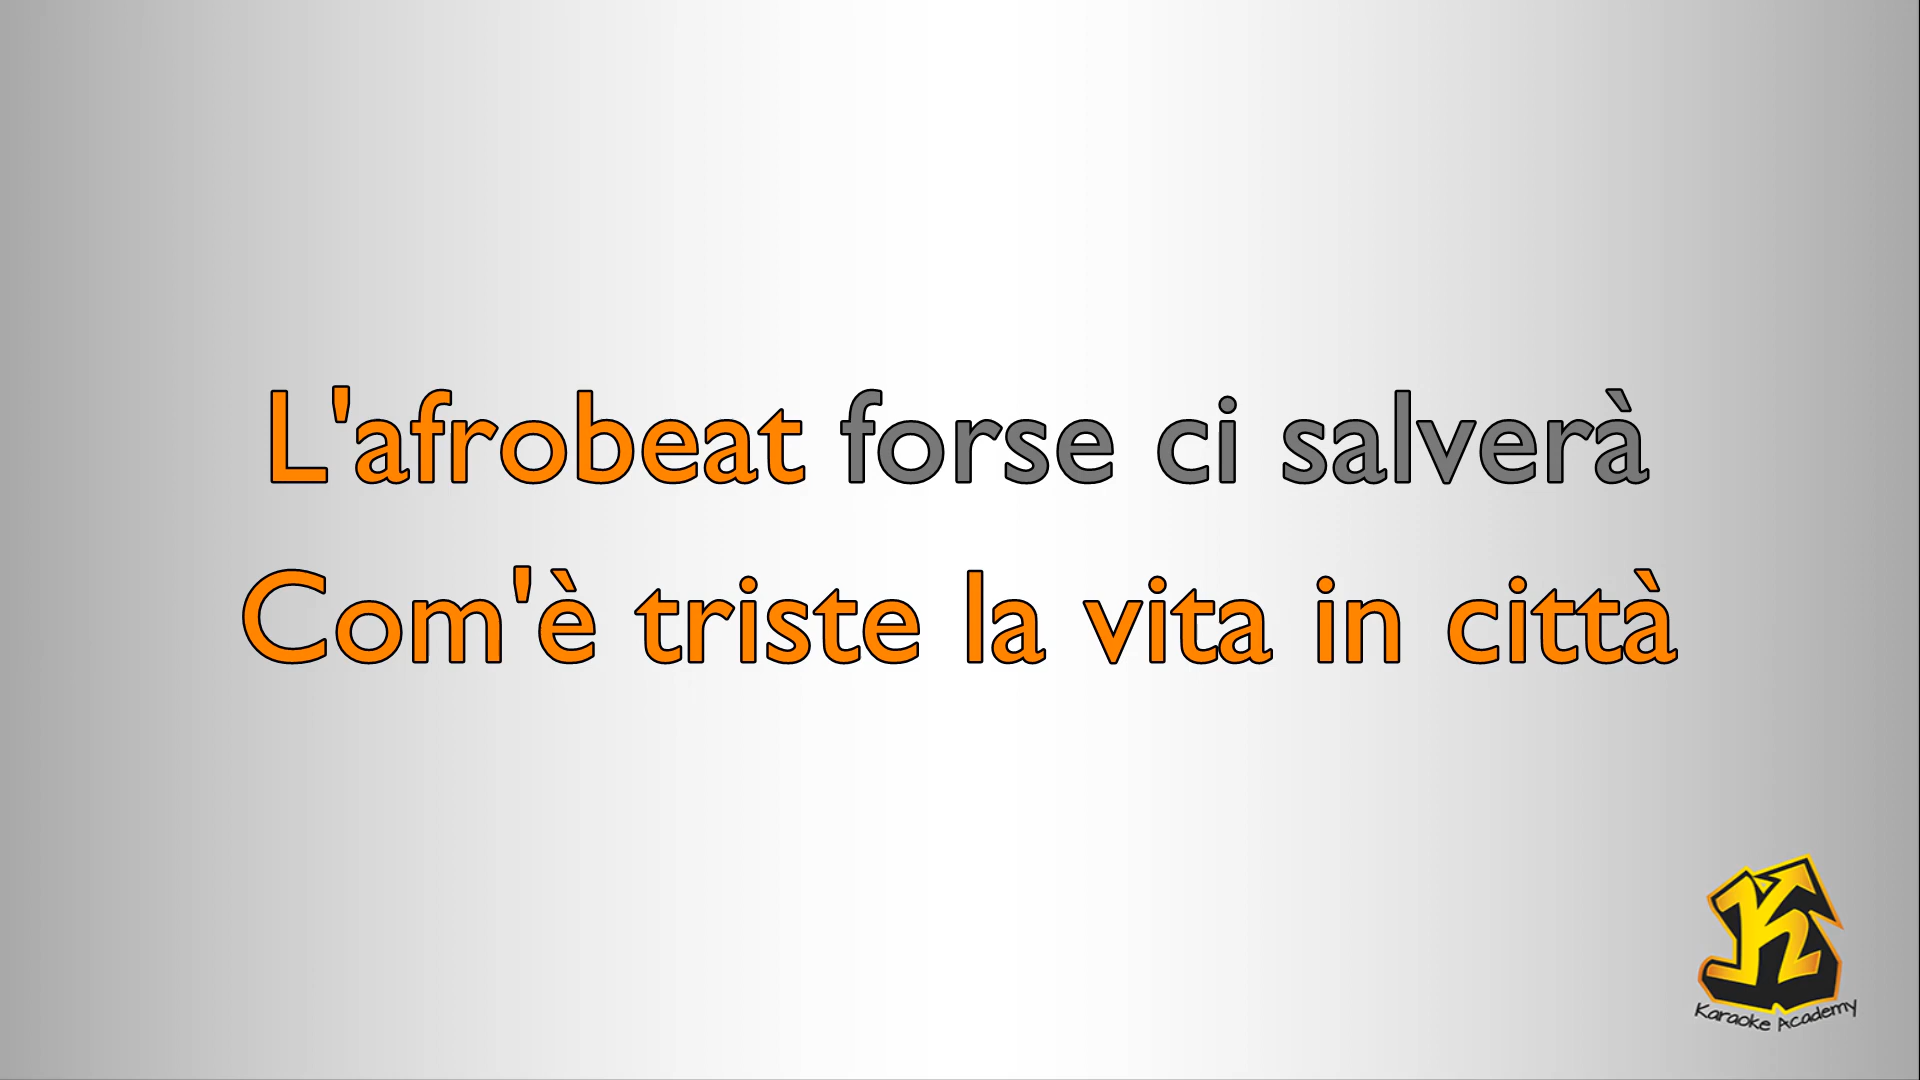 L'afrobeat forse ci salverà
Com'è triste la vita in città
K
Karaoke Academy